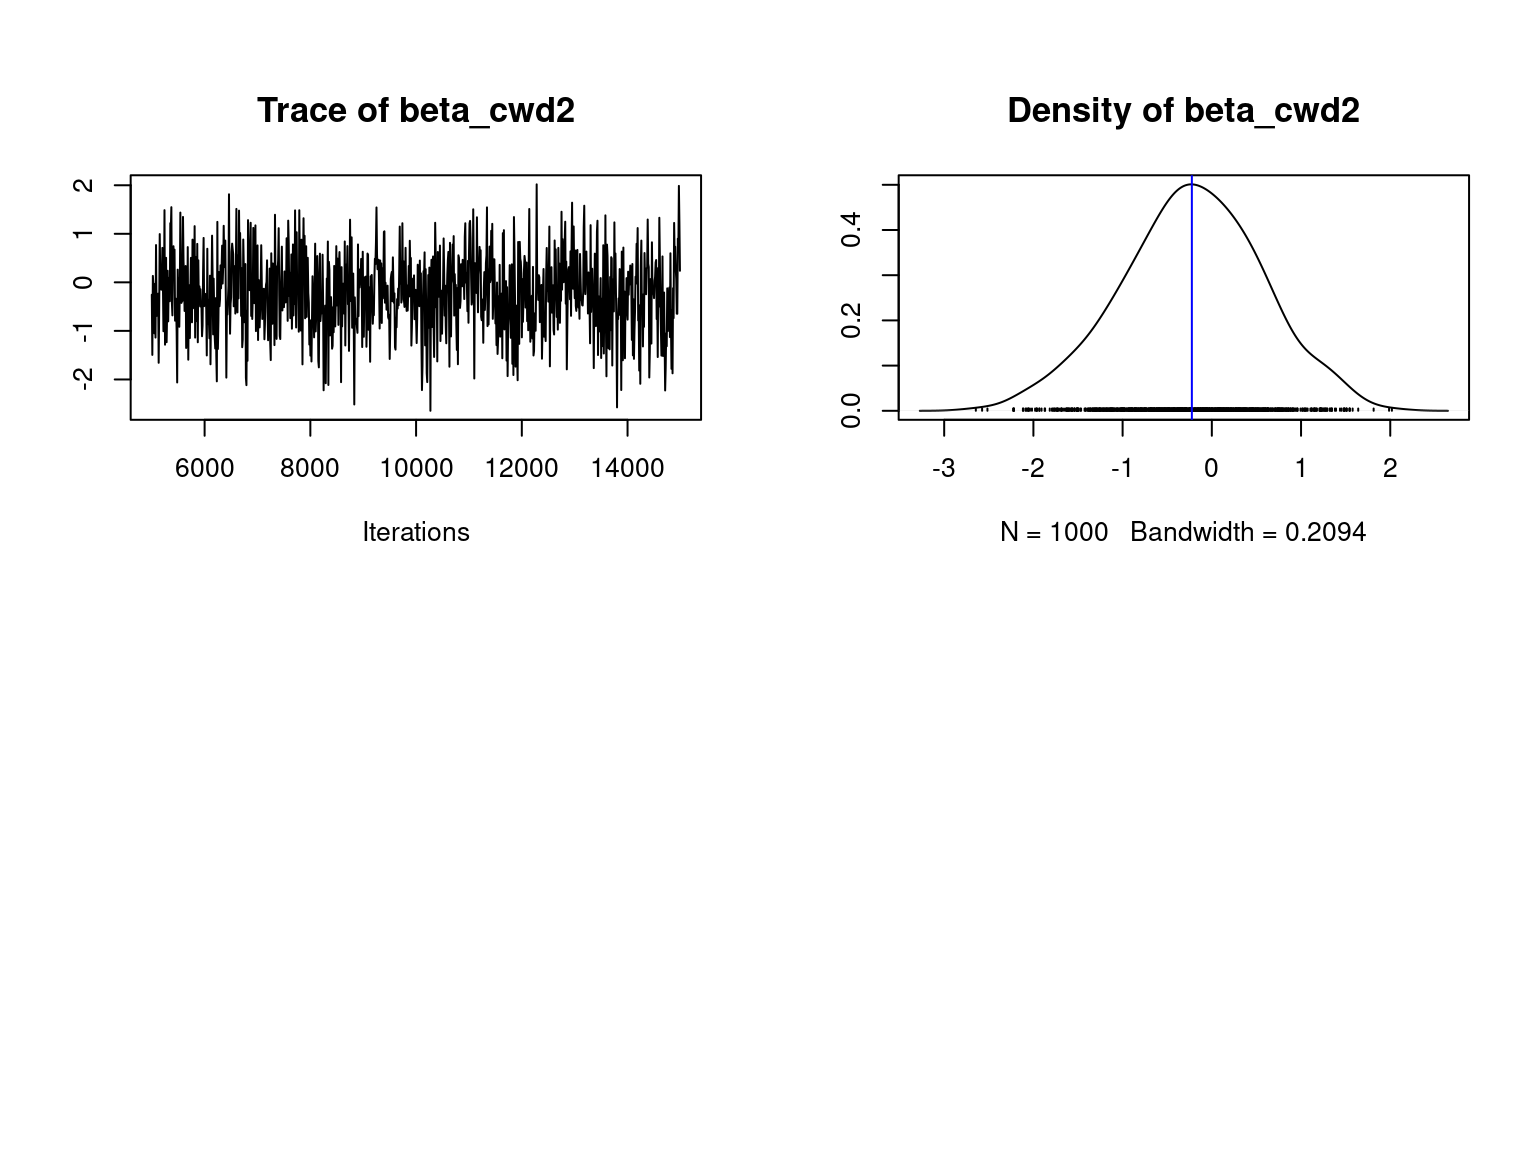 Trace of beta_cwd2
2
1
0
-1
-2
6000 8000 10000 12000 14000
Iterations
Density of beta_cwd2
0.4
0.2
0.0
-3 -2 -1 0 1 2
N = 1000 Bandwidth = 0.2094